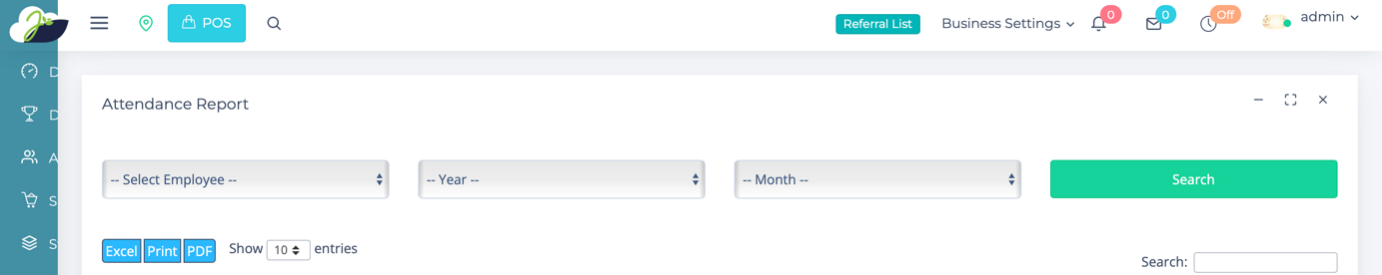 POS
Referral List
Business Settings
0
0
Off
admin
D
Attendance Report
D
A
-- Select Employee --
-- Year --
-- Month --
Search
S
S
Excel
Print
PDF
Show 10 entries
Search: